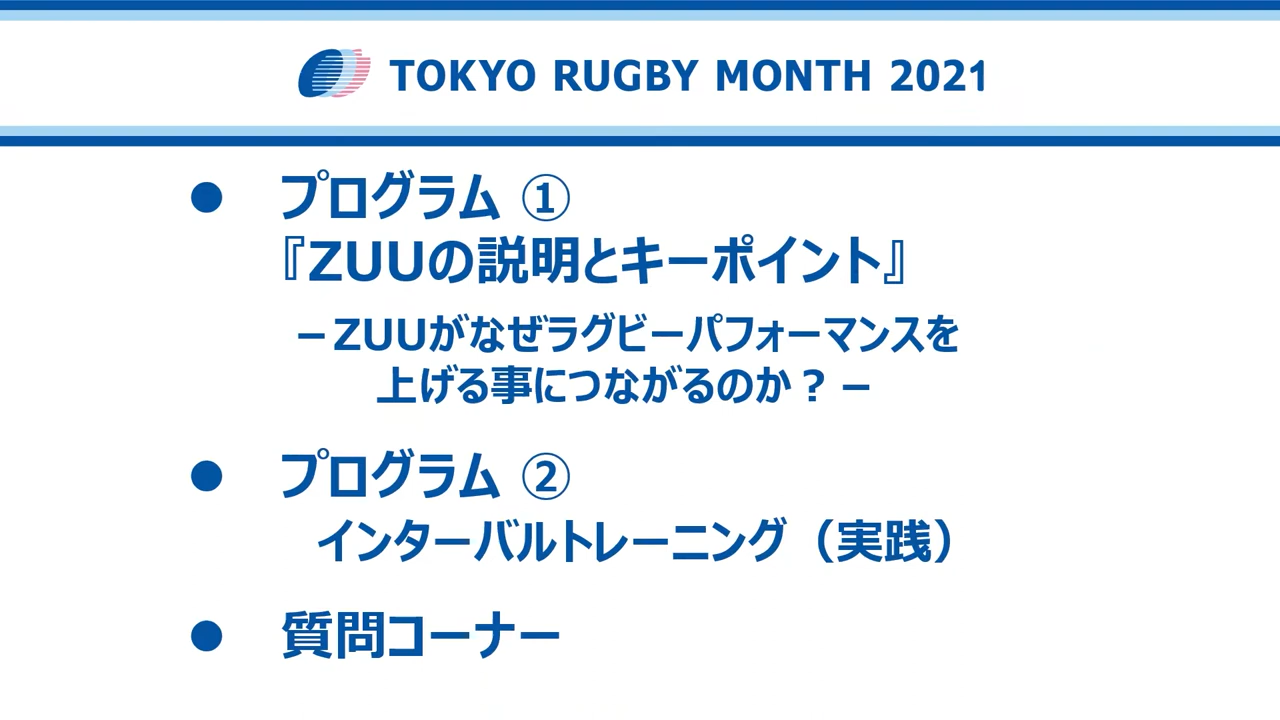 TOKYO RUGBY MONTH 2021
● プログラム ①
『ZUUの説明とキーポイント』
－ZUUがなぜラグビーパフォーマンスを
上げる事につながるのか？－
● プログラム ②
インターバルトレーニング（実践）
● 質問コーナー